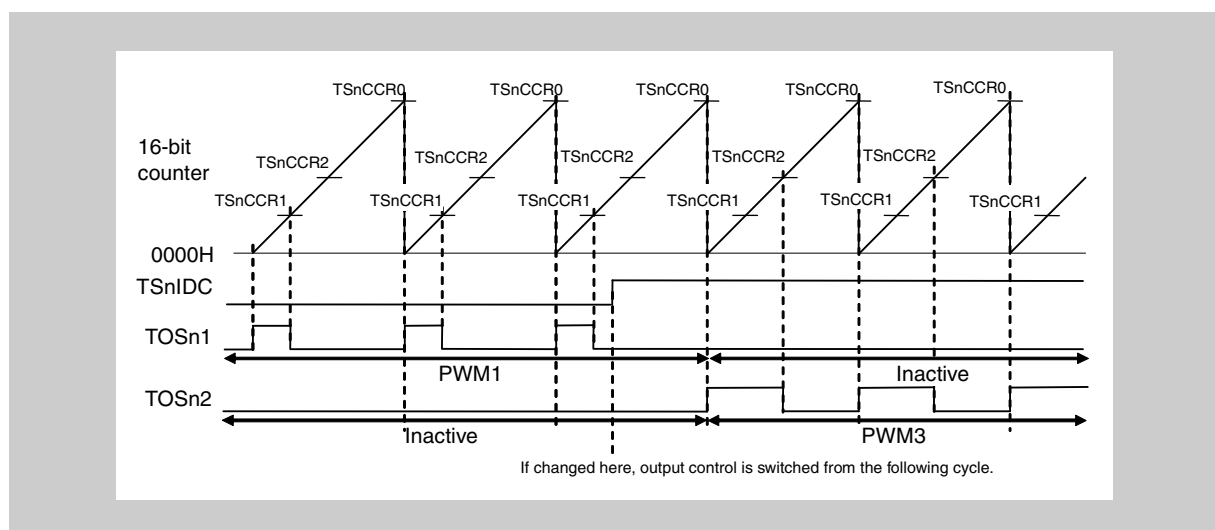 TSnCCR0 TSnCCR0 TSnCCR0 TSnCCR0 TSnCCR0
16-bit
counter
TSnCCR2 TSnCCR2 TSnCCR2 TSnCCR2 TSnCCR2
TSnCCR1 TSnCCR1 TSnCCR1 TSnCCR1 TSnCCR1 TSnCCR1
0000H
TSnIDC
TOSn1
PWM1 Inactive
TOSn2
Inactive PWM3
If changed here, output control is switched from the following cycle.